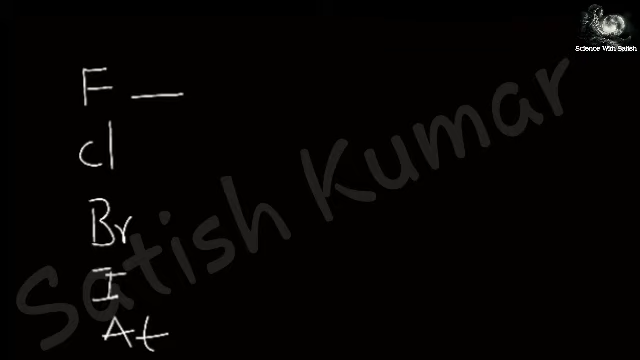 Science With Satish
F —
Cl
Br
I
At
Satish Kumar